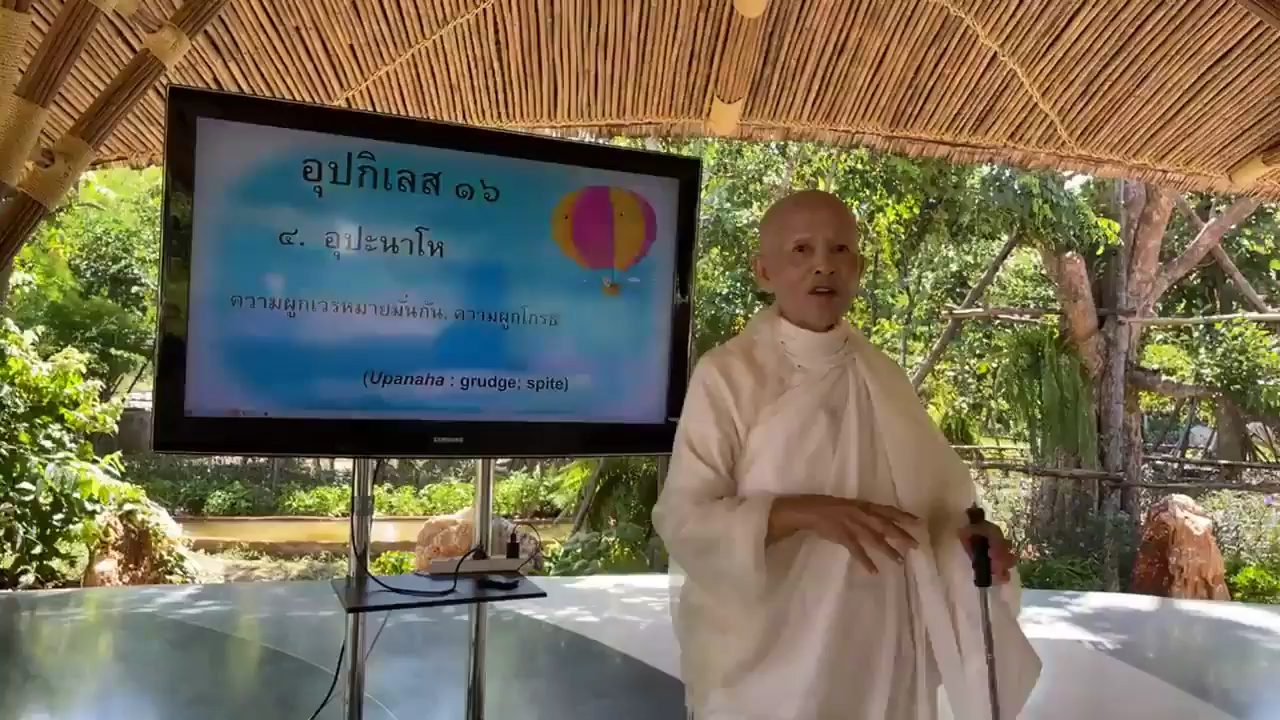 อุปกิเลส ๑๖
๔. อุปะนาโห
ความผูกเวรหมายมั่นกัน, ความผูกโกรธ
(Upanaha : grudge; spite)
SAMSUNG